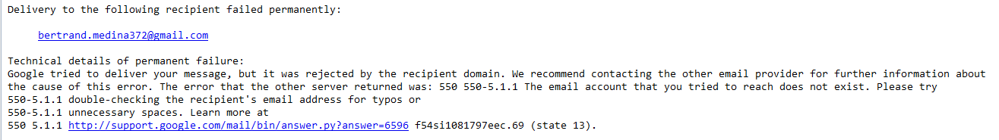 Delivery to the following recipient failed permanently:
bertrand.medina372@gmail.com
Technical details of permanent failure:
Google tried to deliver your message, but it was rejected by the recipient domain. We recommend contacting the other email provider for further information about
the cause of this error. The error that the other server returned was: 550 550-5.1.1 The email account that you tried to reach does not exist. Please try
550-5.1.1 double-checking the recipient's email address for typos or
550-5.1.1 unnecessary spaces. Learn more at
550 5.1.1 http://support.google.com/mail/bin/answer.py?answer=6596 f54si1081797eec.69 (state 13).